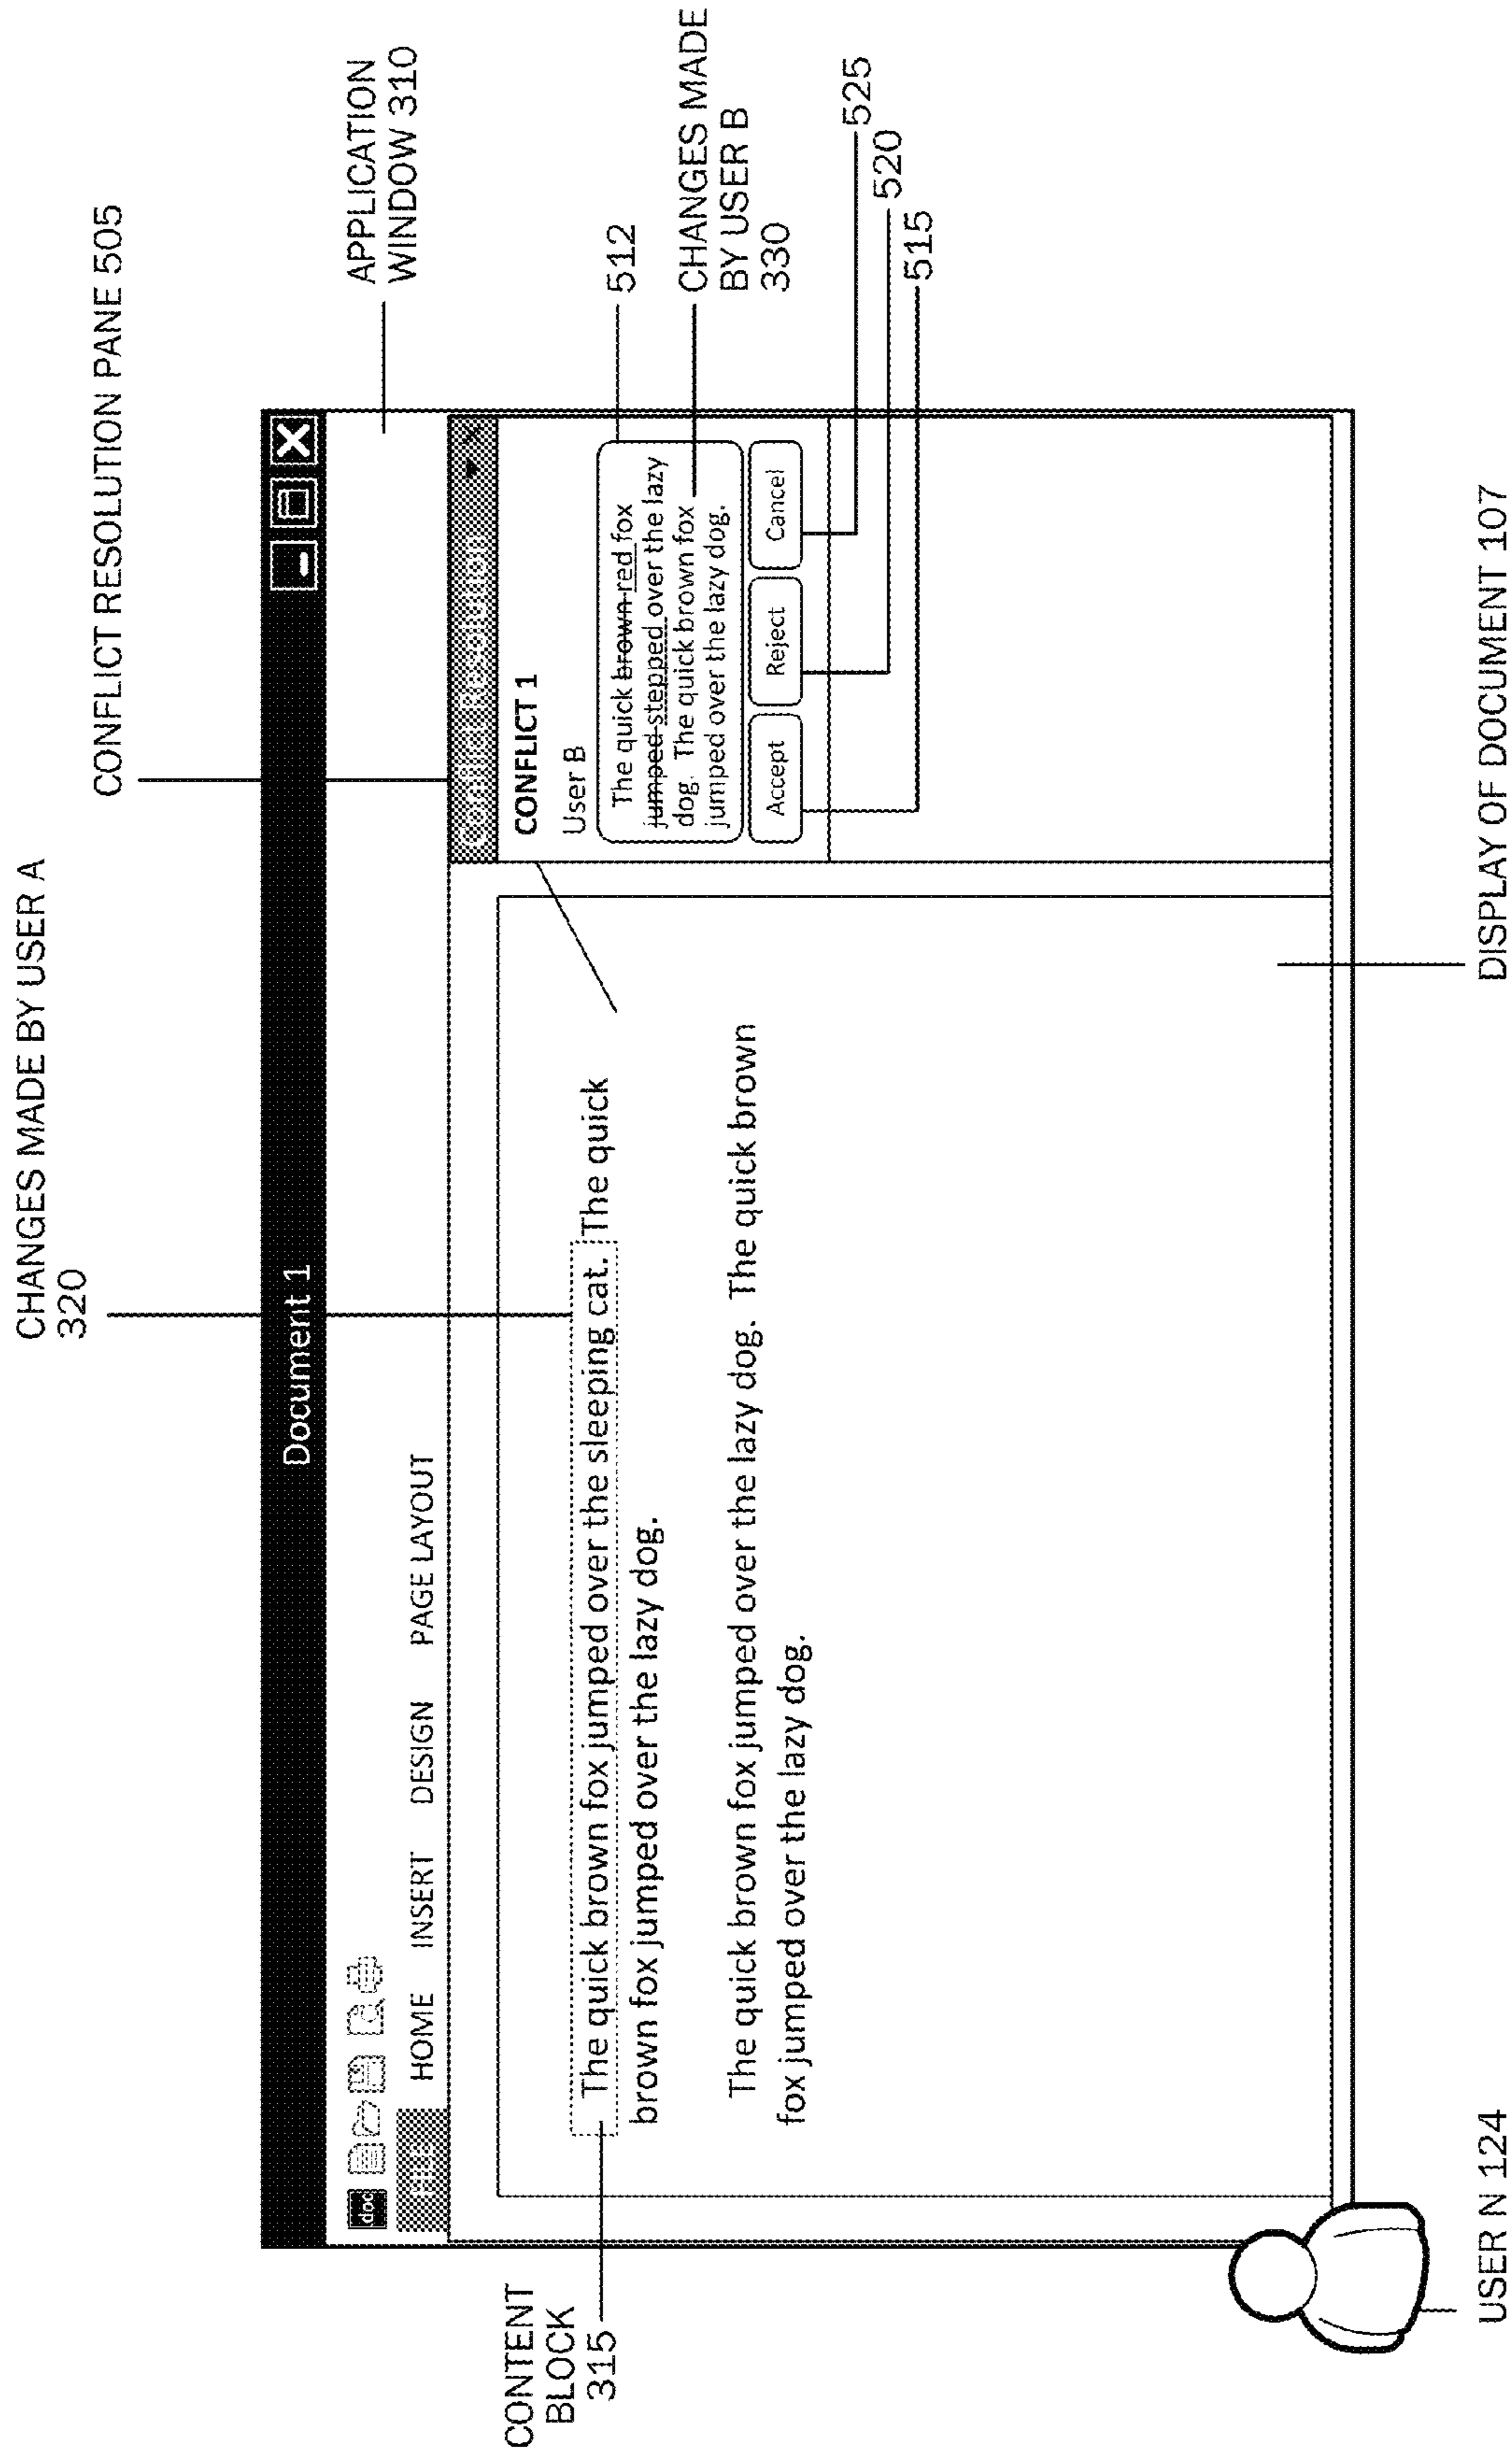 CHANGES MADE BY USER A
320
CONFLICT RESOLUTION PANE 505
APPLICATION
WINDOW 310
Document 1
doc
FILE
HOME
INSERT
DESIGN
PAGE LAYOUT
Conflict Resolution
CONTENT
BLOCK
315
The quick brown fox jumped over the sleeping cat. The quick
brown fox jumped over the lazy dog.
The quick brown fox jumped over the lazy dog. The quick brown
fox jumped over the lazy dog.
CONFLICT 1
User B
The quick brown red fox
jumped stepped over the lazy
dog. The quick brown fox
jumped over the lazy dog.
Accept
Reject
Cancel
512
CHANGES MADE
BY USER B
330
525
520
515
USER N 124
DISPLAY OF DOCUMENT 107